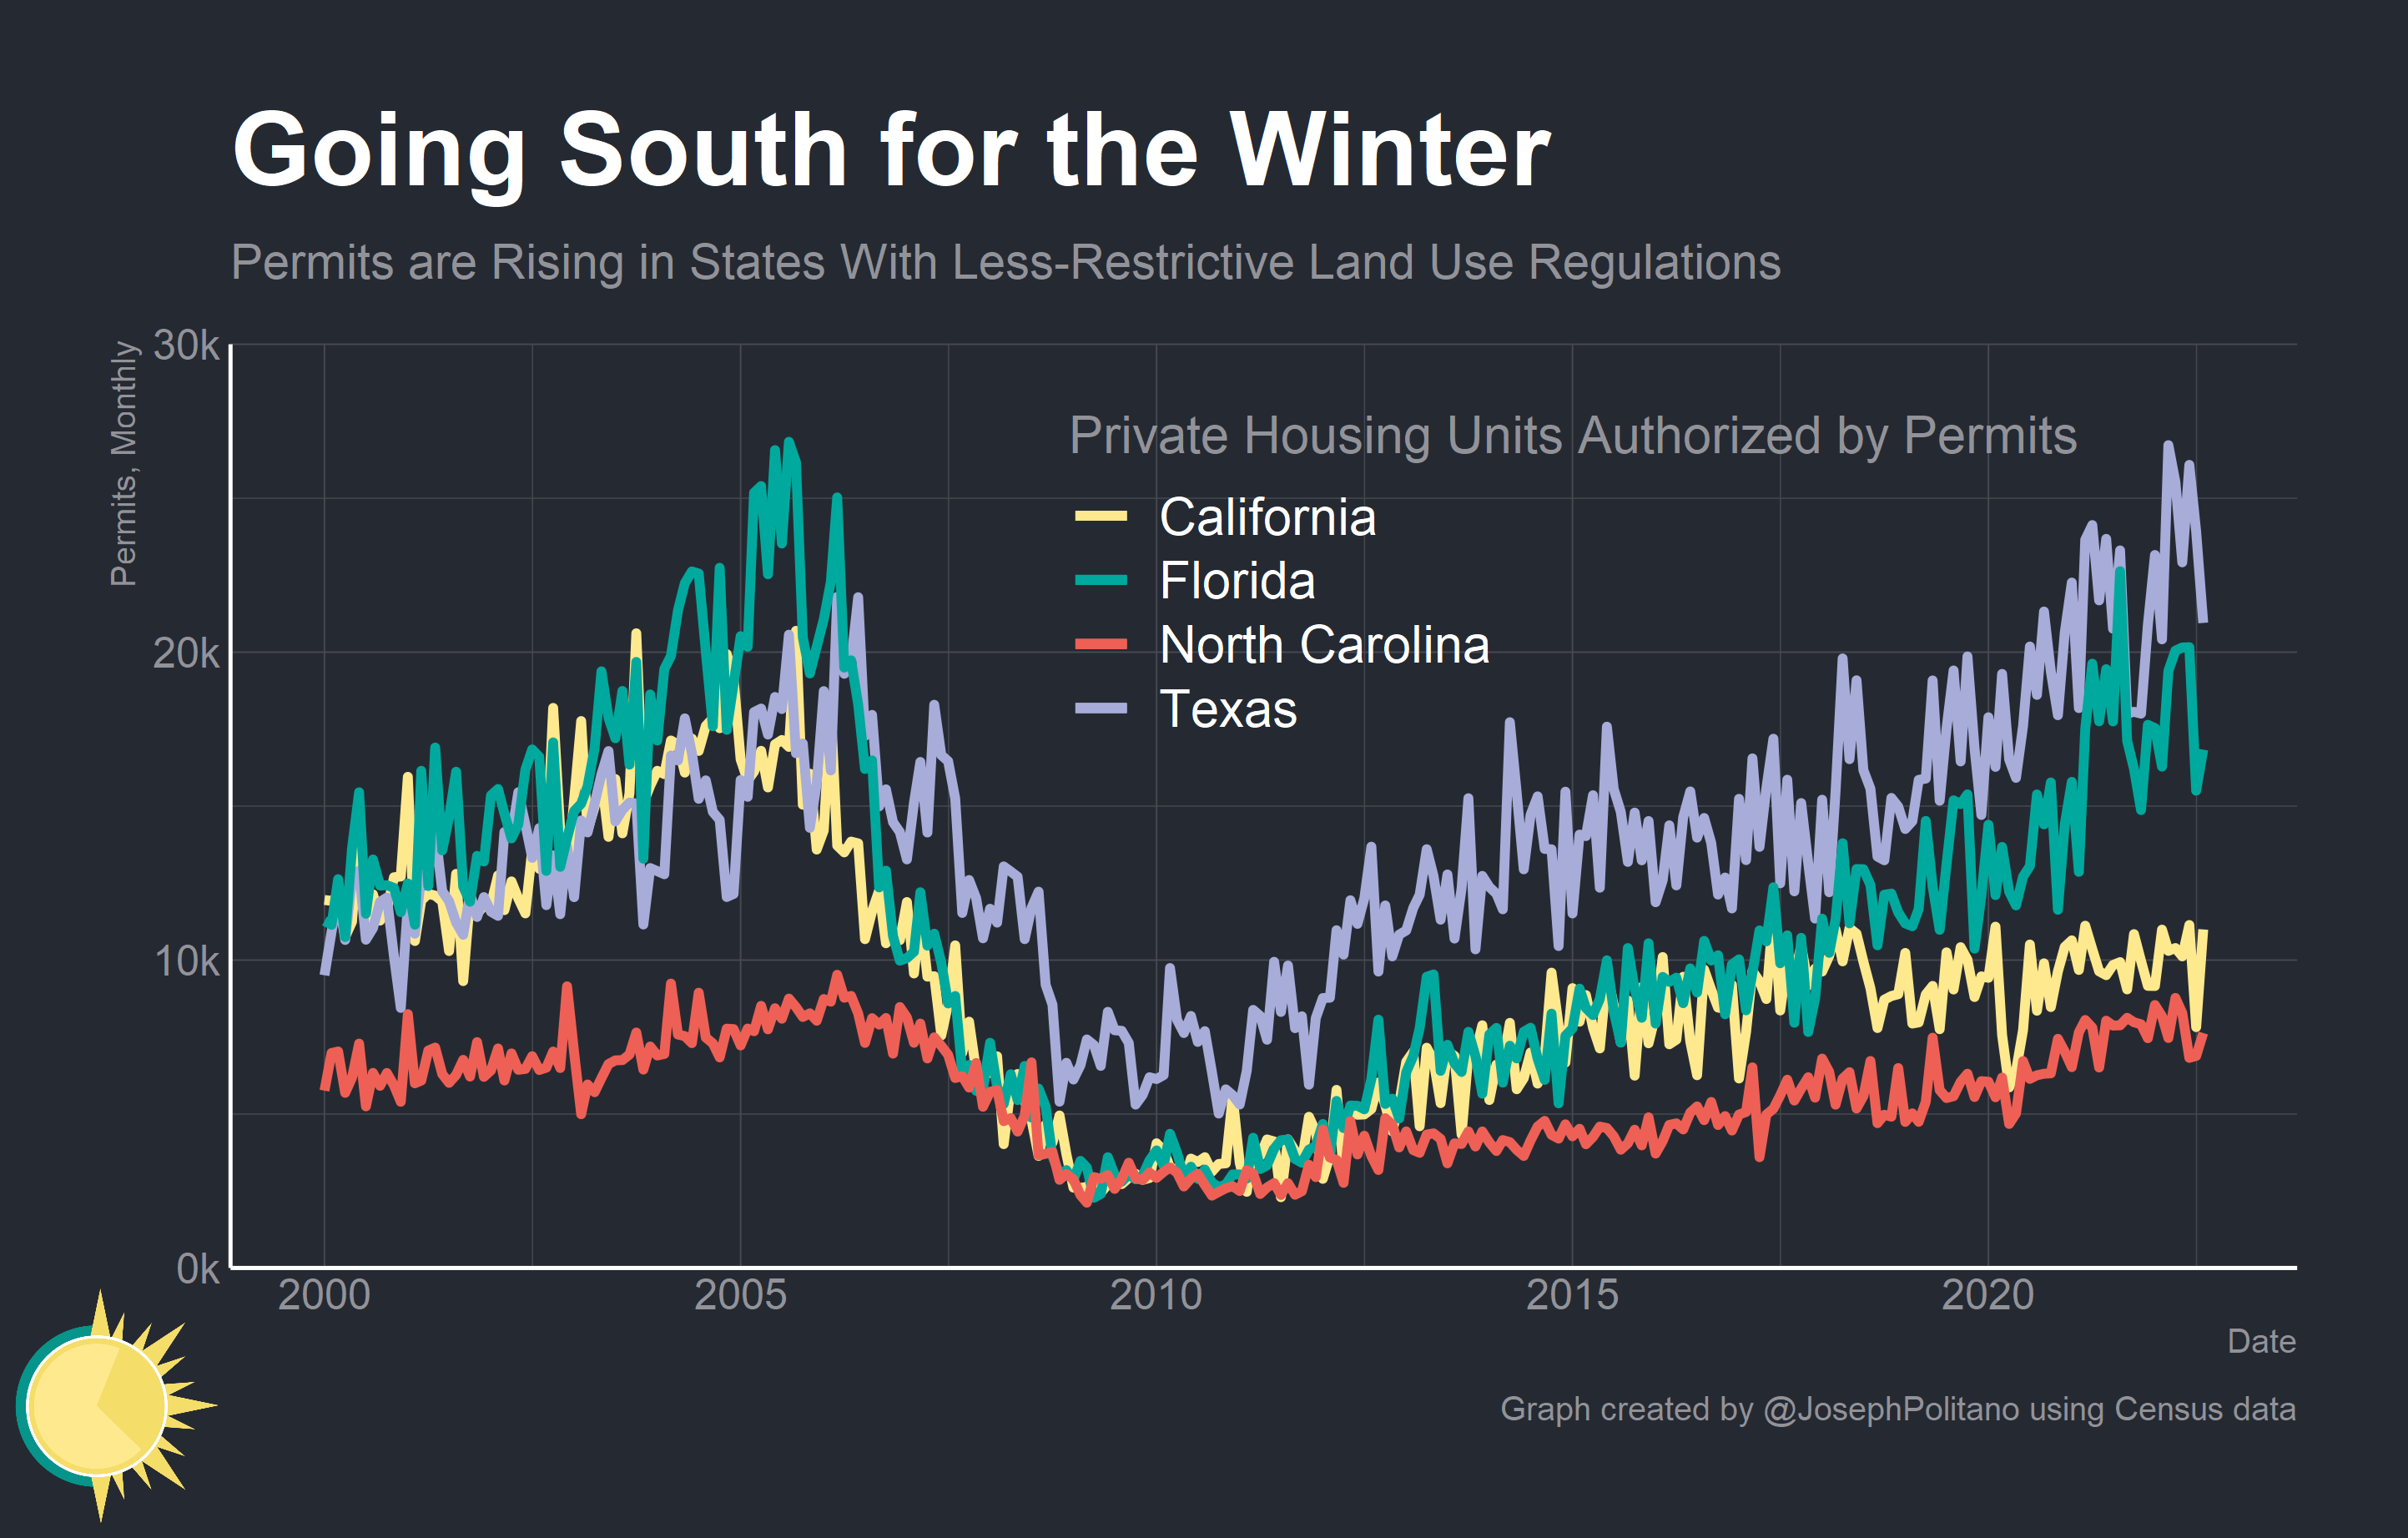 Going South for the Winter
Permits are Rising in States With Less-Restrictive Land Use Regulations
Permits, Monthly
30k
20k
10k
0k
Private Housing Units Authorized by Permits
California
Florida
North Carolina
Texas
2000
2005
2010
2015
2020
Date
Graph created by @JosephPolitano using Census data